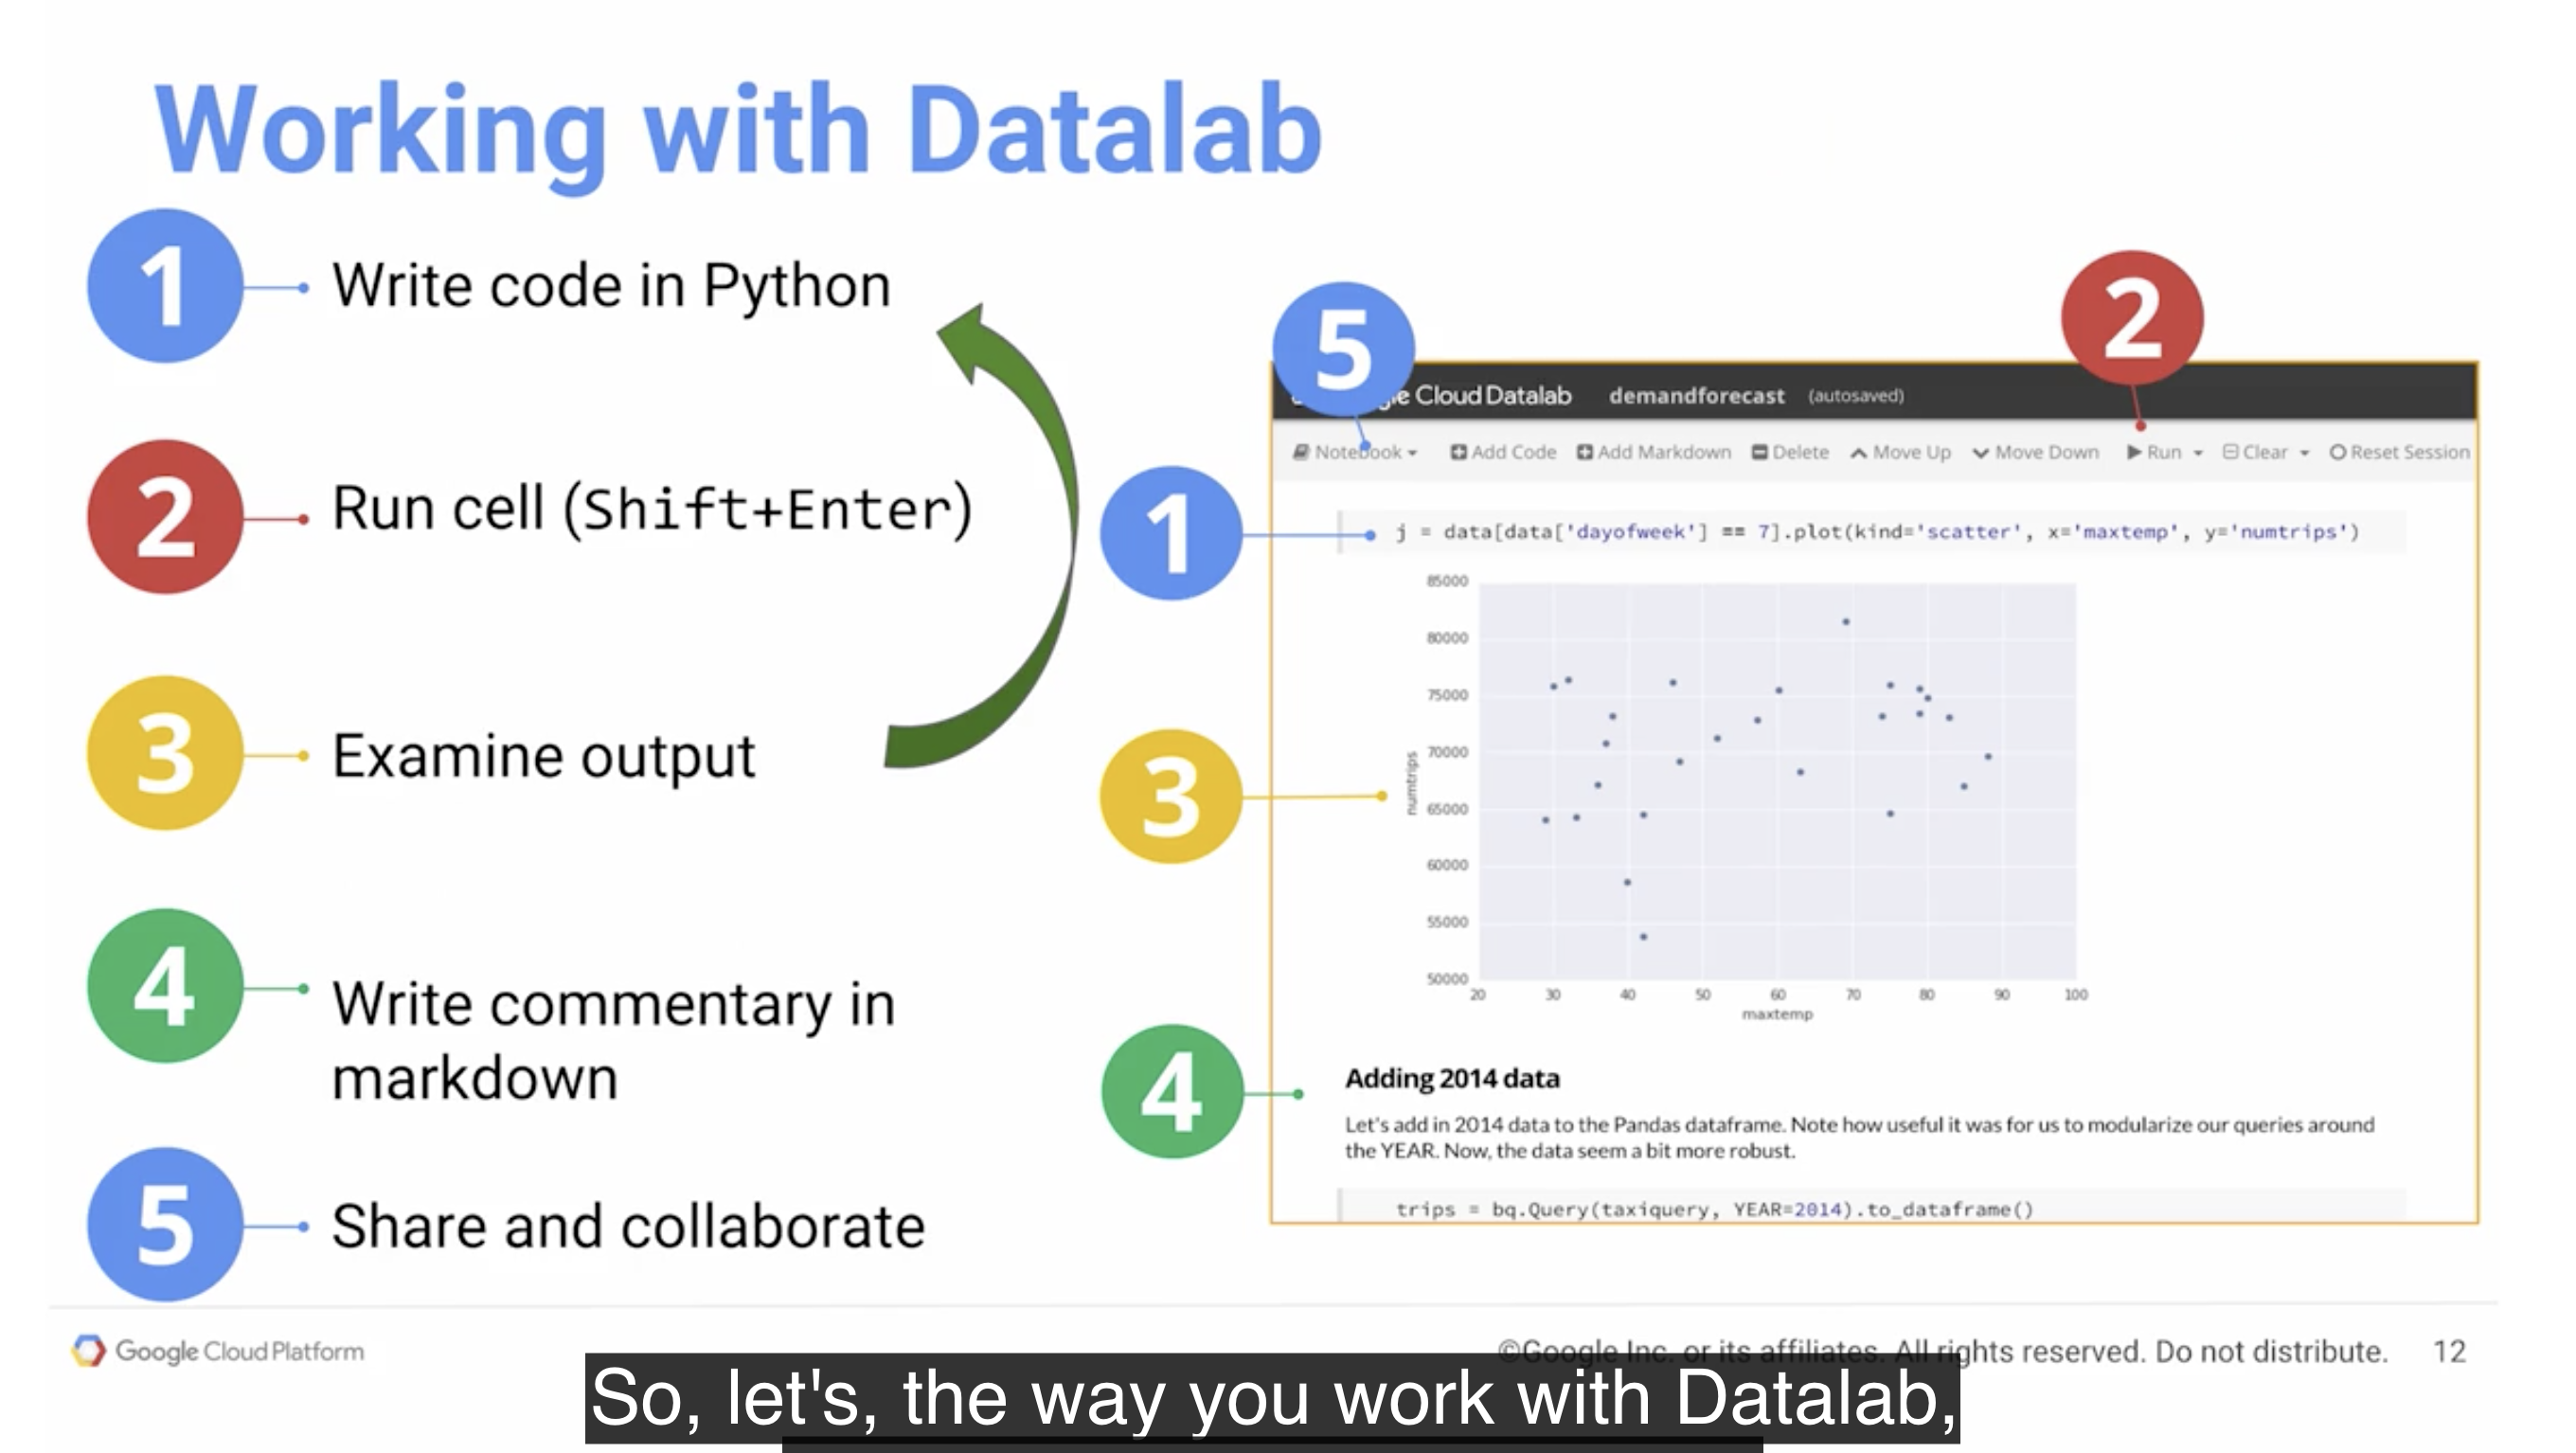 Working with Datalab
1
Write code in Python
2
Run cell (Shift+Enter)
3
Examine output
4
Write commentary in
markdown
5
Share and collaborate
5
2
Cloud Datalab demandforecast (autosaved)
Notebook Add Code Add Markdown Delete Move Up Move Down Run Clear Reset Session
1
j = data[data['dayofweek'] == 7].plot(kind='scatter', x='maxtemp', y='numtrips')
85000
80000
75000
70000
65000
60000
55000
50000
numtrips
20 30 40 50 60 70 80 90 100
maxtemp
3
4
Adding 2014 data
Let's add in 2014 data to the Pandas dataframe. Note how useful it was for us to modularize our queries around
the YEAR. Now, the data seem a bit more robust.
trips = bq.Query(taxiquery, YEAR=2014).to_dataframe()
Google Cloud Platform
©Google Inc. or its affiliates. All rights reserved. Do not distribute. 12
So, let's, the way you work with Datalab,